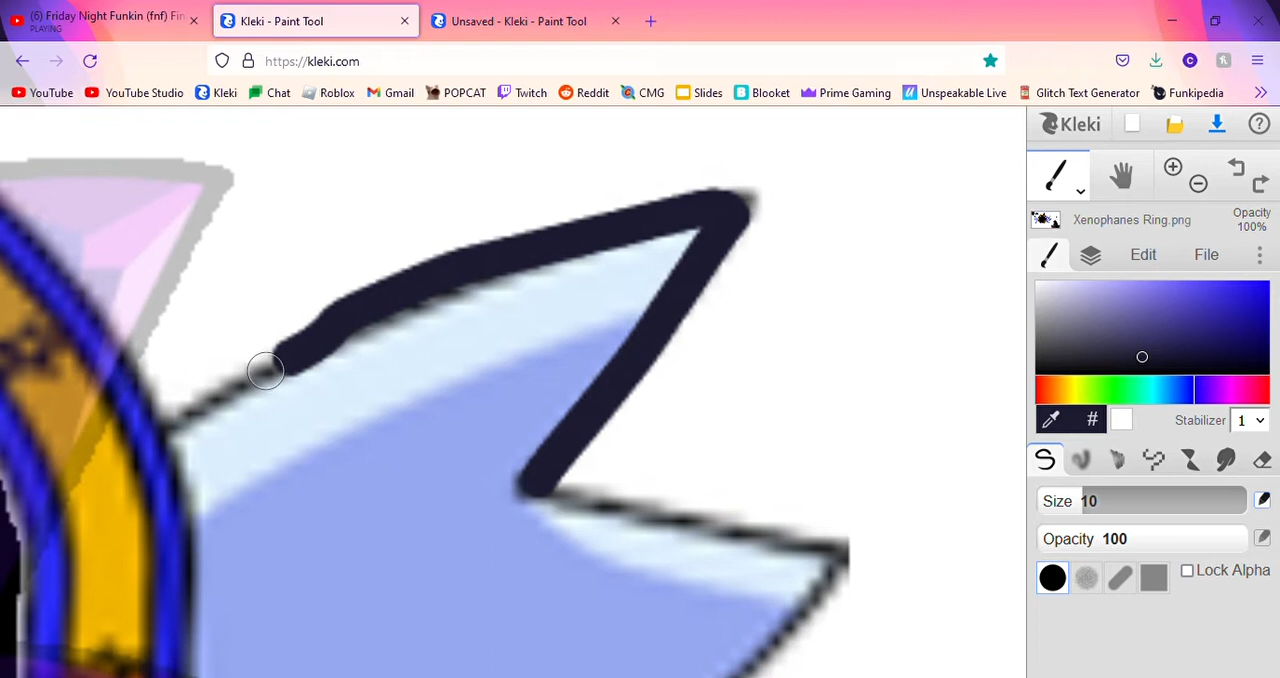 (6) Friday Night Funkin (fnf) Fin
PLAYING
Kleki - Paint Tool
Unsaved - Kleki - Paint Tool
https://kleki.com
YouTube YouTube Studio Kleki Chat Roblox Gmail POPCAT Twitch Reddit CMG Slides Blooket Prime Gaming Unspeakable Live Glitch Text Generator Funkipedia
Kleki
Xenophanes Ring.png
Opacity
100%
Edit File
# Stabilizer 1
Size 10
Opacity 100
Lock Alpha